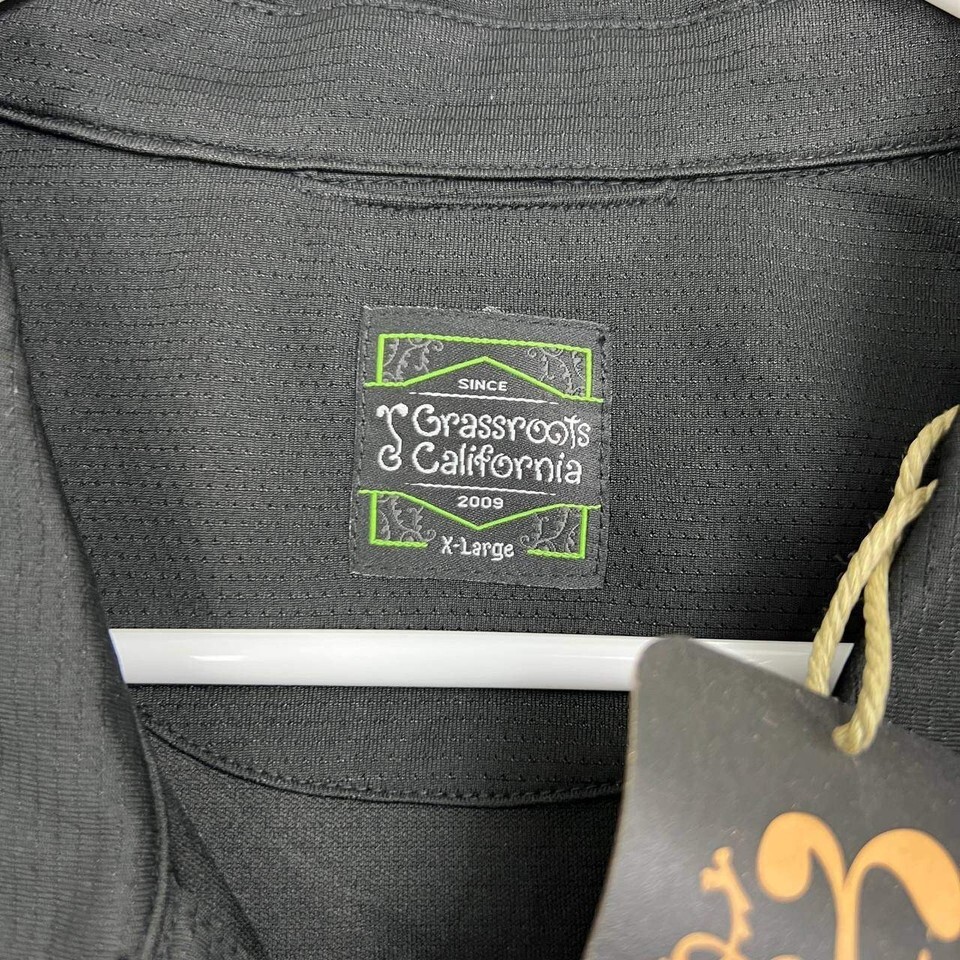 SINCE
Grassroots
California
2009
X-Large